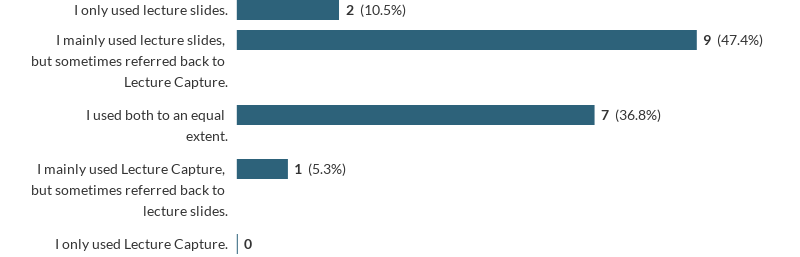 I only used lecture slides. 2 (10.5%)
I mainly used lecture slides, 9 (47.4%)
but sometimes referred back to
Lecture Capture.
I used both to an equal 7 (36.8%)
extent.
I mainly used Lecture Capture, 1 (5.3%)
but sometimes referred back to
lecture slides.
I only used Lecture Capture. 0